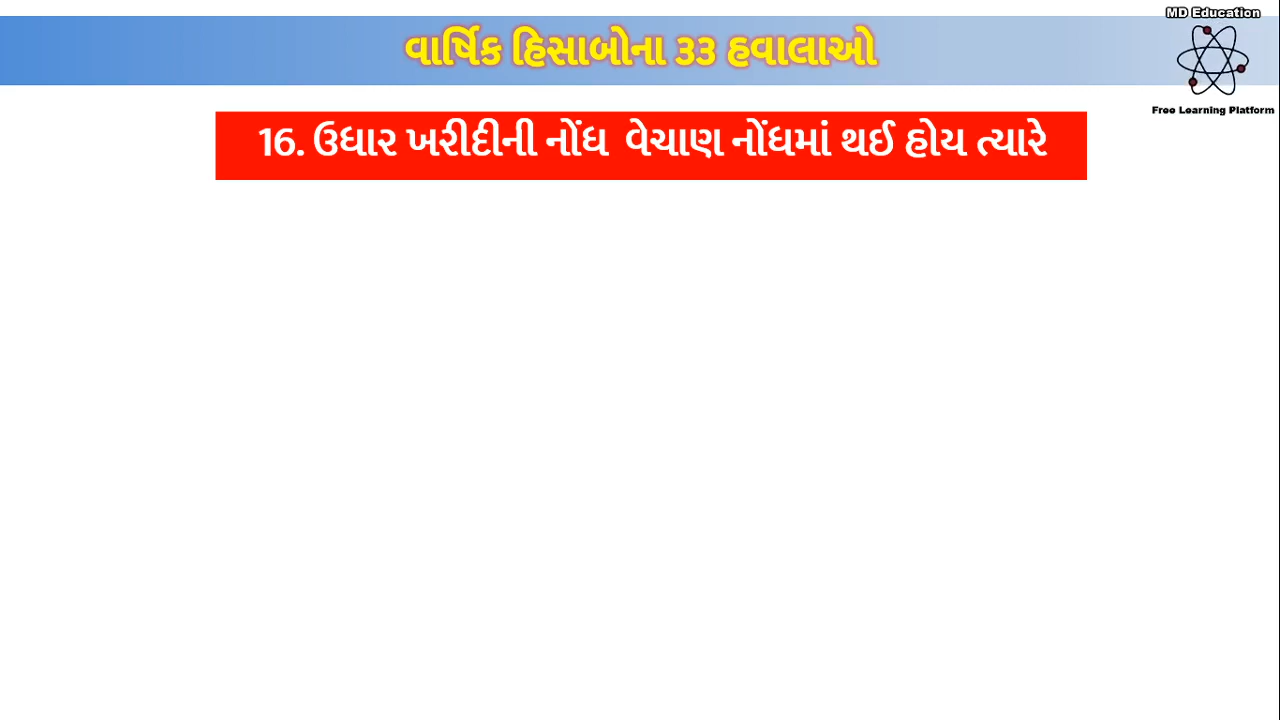 MD Education
વાર્ષિક હિસાબોના ૩૩ હવાલાઓ
Free Learning Platform
16. ઉધાર ખરીદીની નોંધ વેચાણ નોંધમાં થઈ હોય ત્યારે